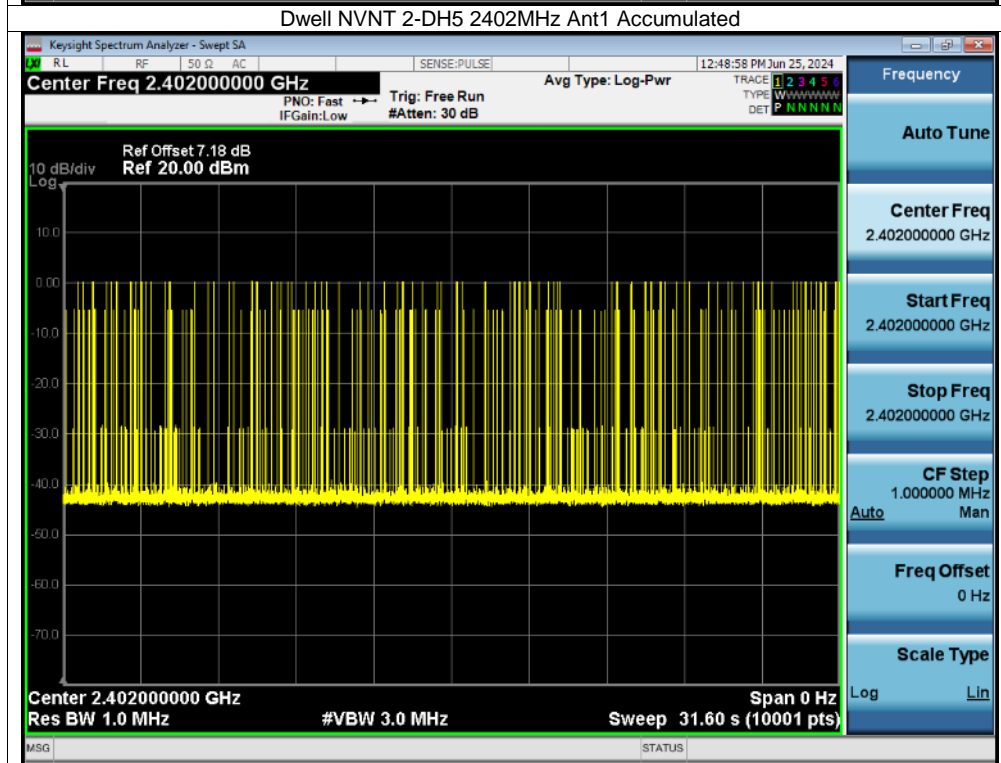 Dwell NVNT 2-DH5 2402MHz Ant1 Accumulated
Keysight Spectrum Analyzer - Swept SA
LXI RL RF 50 Ω AC SENSE:PULSE 12:48:58 PM Jun 25, 2024
Center Freq 2.402000000 GHz
Avg Type: Log-Pwr
TRACE 1 2 3 4 5 6
TYPE WWWWWW
DET P N N N N N
PNO: Fast
IFGain:Low
Trig: Free Run
#Atten: 30 dB
Ref Offset 7.18 dB
10 dB/div Ref 20.00 dBm
Log
10.0
0.00
-10.0
-20.0
-30.0
-40.0
-50.0
-60.0
-70.0
Center 2.402000000 GHz Span 0 Hz
Res BW 1.0 MHz #VBW 3.0 MHz Sweep 31.60 s (10001 pts)
MSG STATUS
Frequency
Auto Tune
Center Freq
2.402000000 GHz
Start Freq
2.402000000 GHz
Stop Freq
2.402000000 GHz
CF Step
1.000000 MHz
Auto Man
Freq Offset
0 Hz
Scale Type
Log Lin